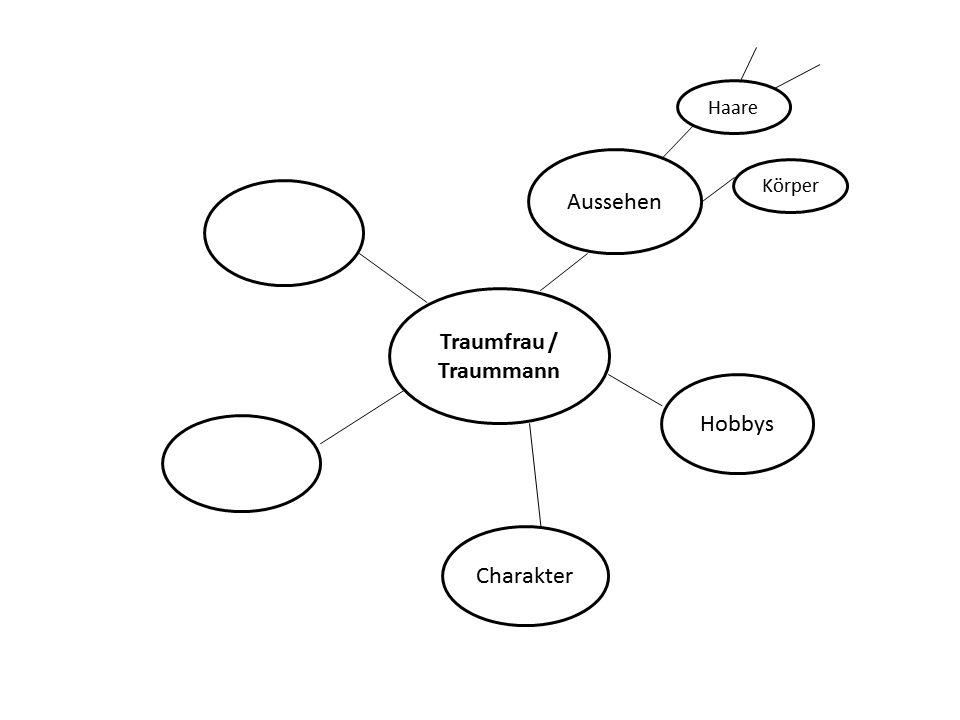 Haare
Körper
Aussehen
Traumfrau /
Traummann
Hobbys
Charakter